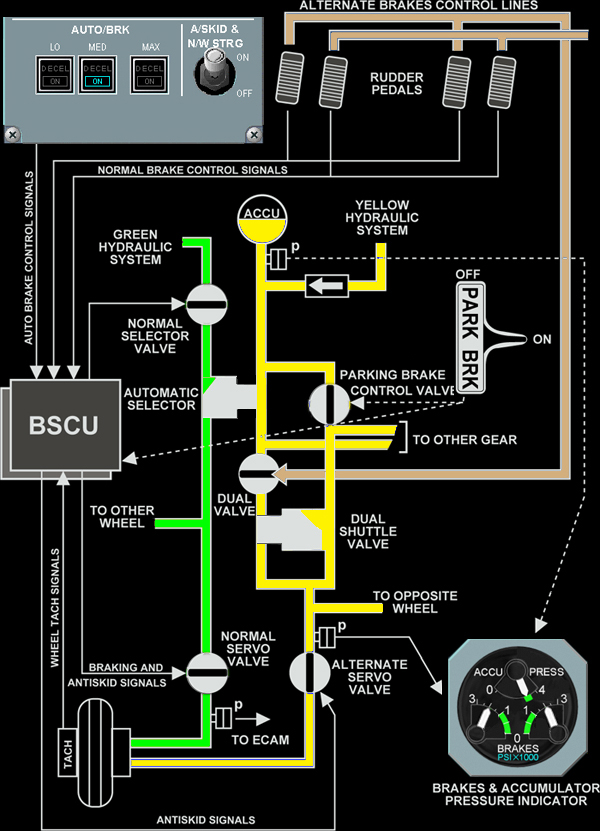 ALTERNATE BRAKES CONTROL LINES
AUTO/BRK
LO MED MAX
DECEL ON
DECEL ON
DECEL ON
A/SKID &
N/W STRG
ON
OFF
RUDDER
PEDALS
NORMAL BRAKE CONTROL SIGNALS
AUTO BRAKE CONTROL SIGNALS
GREEN
HYDRAULIC
SYSTEM
ACCU
P
YELLOW
HYDRAULIC
SYSTEM
OFF
PARK BRK
ON
NORMAL
SELECTOR
VALVE
AUTOMATIC
SELECTOR
PARKING BRAKE
CONTROL VALVE
BSCU
TO OTHER GEAR
DUAL
VALVE
TO OTHER
WHEEL
DUAL
SHUTTLE
VALVE
WHEEL TACH SIGNALS
TO OPPOSITE
WHEEL
P
NORMAL
SERVO
VALVE
BRAKING AND
ANTISKID SIGNALS
ALTERNATE
SERVO
VALVE
P
TO ECAM
TACH
ACCU PRESS
0 4
3 1 1 3
0
BRAKES
PSI×1000
BRAKES & ACCUMULATOR
PRESSURE INDICATOR
ANTISKID SIGNALS